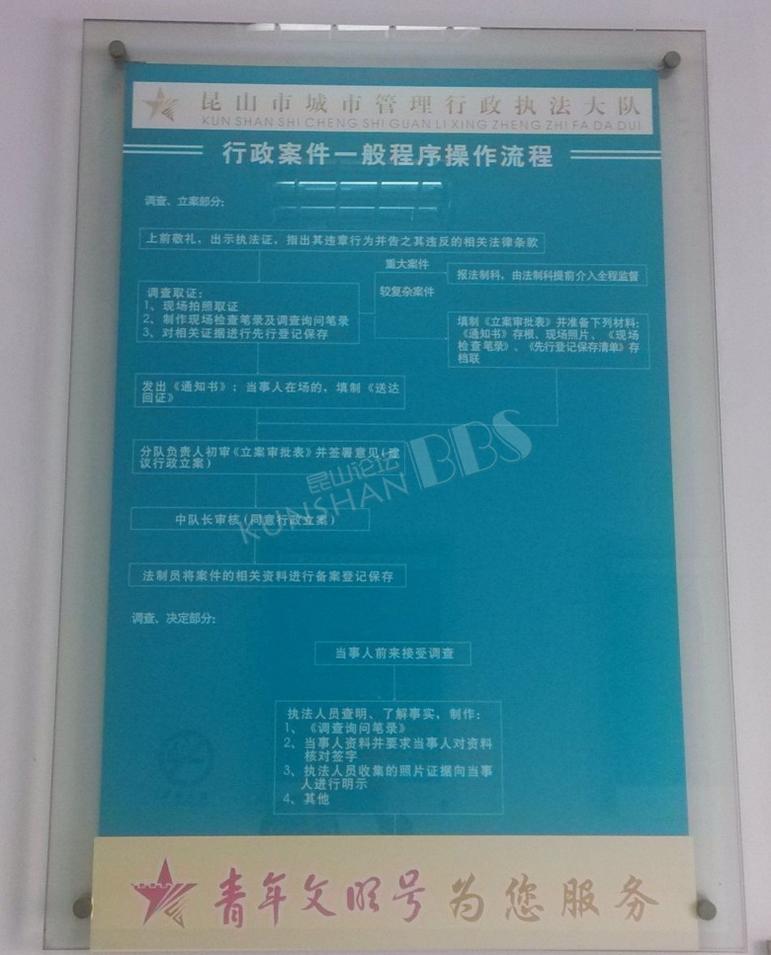 昆山市城市管理行政执法大队
KUN SHAN SHI CHENG SHI GUAN LI XING ZHENG ZHI FA DA DUI
行政案件一般程序操作流程
调查、立案部分:
上前敬礼，出示执法证，指出其违章行为并告之其违反的相关法律条款
重大案件
报法制科，由法制科提前介入全程监督
较复杂案件
调查取证:
1、现场拍照取证
2、制作现场检查笔录及调查询问笔录
3、对相关证据进行先行登记保存
填制《立案审批表》并准备下列材料:
《通知书》存根、现场照片、《现场
检查笔录》、《先行登记保存清单》存
档联
发出《通知书》；当事人在场的，填制《送达
回证》
分队负责人初审《立案审批表》并签署意见(建
议行政立案)
中队长审核(同意行政立案)
法制员将案件的相关资料进行备案登记保存
昆山论坛
KUNSHAN BBS
调查、决定部分:
当事人前来接受调查
执法人员查明、了解事实，制作:
1、《调查询问笔录》
2、当事人资料并要求当事人对资料
核对签字
3、执法人员收集的照片证据向当事
人进行明示
4、其他
青年文明号 为您服务